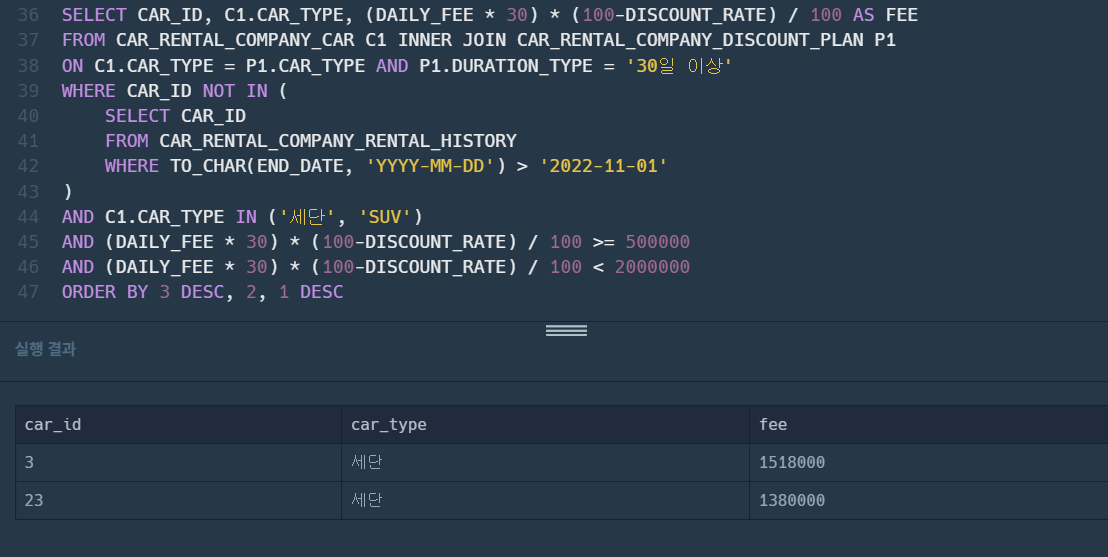 36 SELECT CAR_ID, C1.CAR_TYPE, (DAILY_FEE * 30) * (100-DISCOUNT_RATE) / 100 AS FEE
37 FROM CAR_RENTAL_COMPANY_CAR C1 INNER JOIN CAR_RENTAL_COMPANY_DISCOUNT_PLAN P1
38 ON C1.CAR_TYPE = P1.CAR_TYPE AND P1.DURATION_TYPE = '30일 이상'
39 WHERE CAR_ID NOT IN (
40     SELECT CAR_ID
41     FROM CAR_RENTAL_COMPANY_RENTAL_HISTORY
42     WHERE TO_CHAR(END_DATE, 'YYYY-MM-DD') > '2022-11-01'
43 )
44 AND C1.CAR_TYPE IN ('세단', 'SUV')
45 AND (DAILY_FEE * 30) * (100-DISCOUNT_RATE) / 100 >= 500000
46 AND (DAILY_FEE * 30) * (100-DISCOUNT_RATE) / 100 < 2000000
47 ORDER BY 3 DESC, 2, 1 DESC
실행 결과
car_id car_type fee
3 세단 1518000
23 세단 1380000